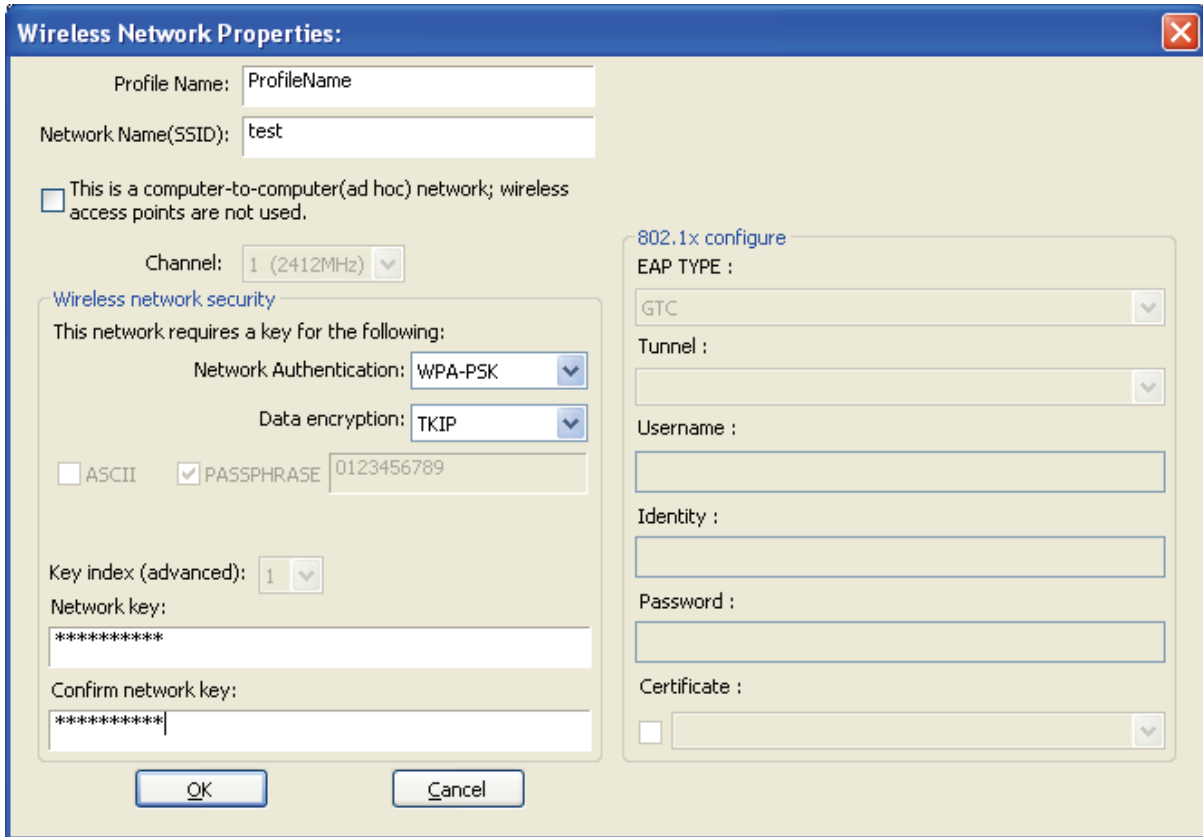 Wireless Network Properties:
Profile Name: ProfileName
Network Name(SSID): test
This is a computer-to-computer(ad hoc) network; wireless
access points are not used.
Channel: 1 (2412MHz)
Wireless network security
This network requires a key for the following:
Network Authentication: WPA-PSK
Data encryption: TKIP
ASCII PASSPHRASE 0123456789
Key index (advanced): 1
Network key:
**********
Confirm network key:
**********
OK Cancel
802.1x configure
EAP TYPE :
GTC
Tunnel :
Username :
Identity :
Password :
Certificate :